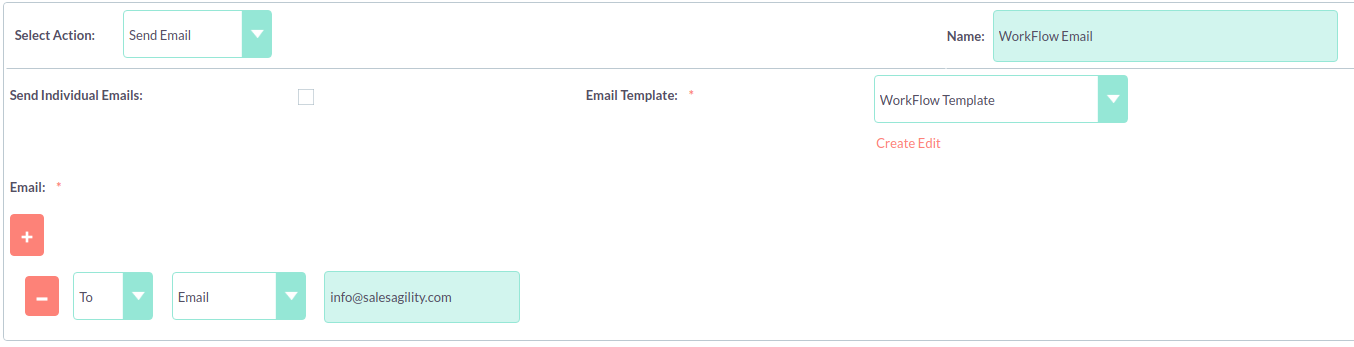 Select Action: Send Email Name: WorkFlow Email
Send Individual Emails: Email Template: * WorkFlow Template
Create Edit
Email: *
+
− To Email info@salesagility.com